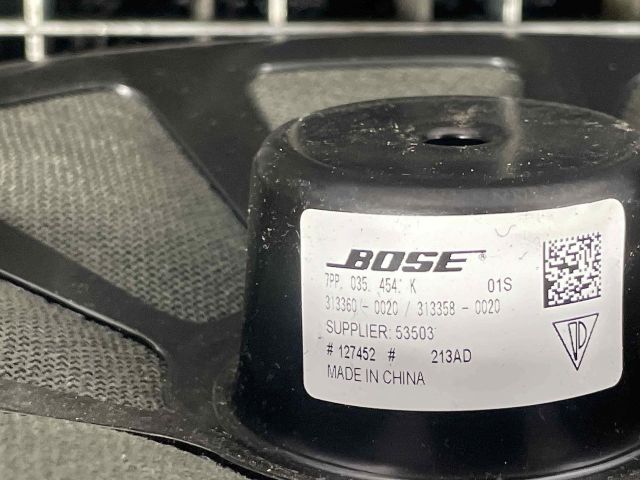 BOSE®
7PP. 035. 454. K 01S
313360-0020 / 313358-0020
SUPPLIER: 53503
# 127452 # 213AD
MADE IN CHINA